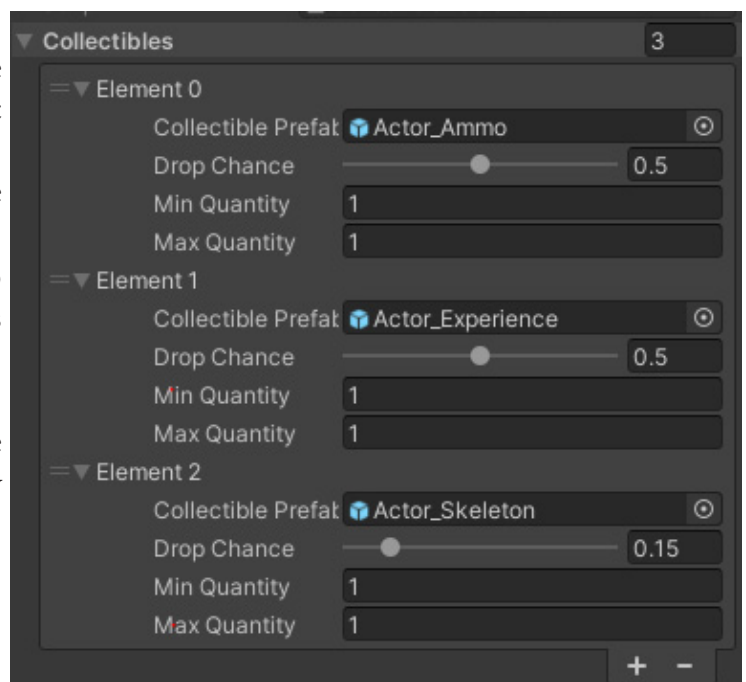 Collectibles 3
Element 0
Collectible Prefab Actor_Ammo
Drop Chance 0.5
Min Quantity 1
Max Quantity 1
Element 1
Collectible Prefab Actor_Experience
Drop Chance 0.5
Min Quantity 1
Max Quantity 1
Element 2
Collectible Prefab Actor_Skeleton
Drop Chance 0.15
Min Quantity 1
Max Quantity 1
+ −